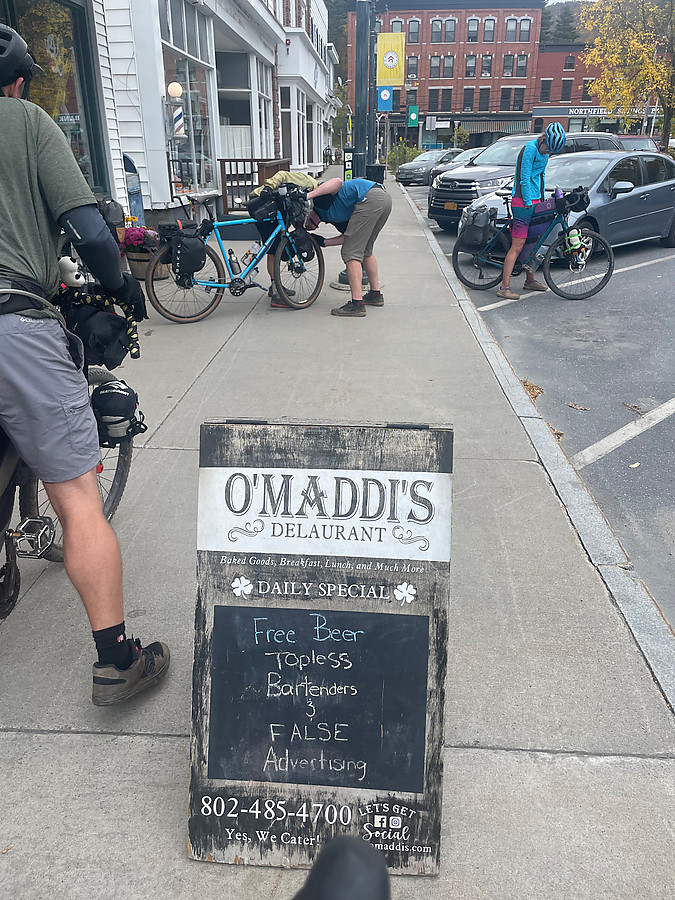 NORTHFIELD SAVINGS
O'MADDI'S
DELAURANT
Baked Goods, Breakfast, Lunch, and Much More
DAILY SPECIAL
Free Beer
Topless
Bartenders
&
FALSE
Advertising
802-485-4700
Yes, We Cater!
LET'S GET
Social
omaddis.com